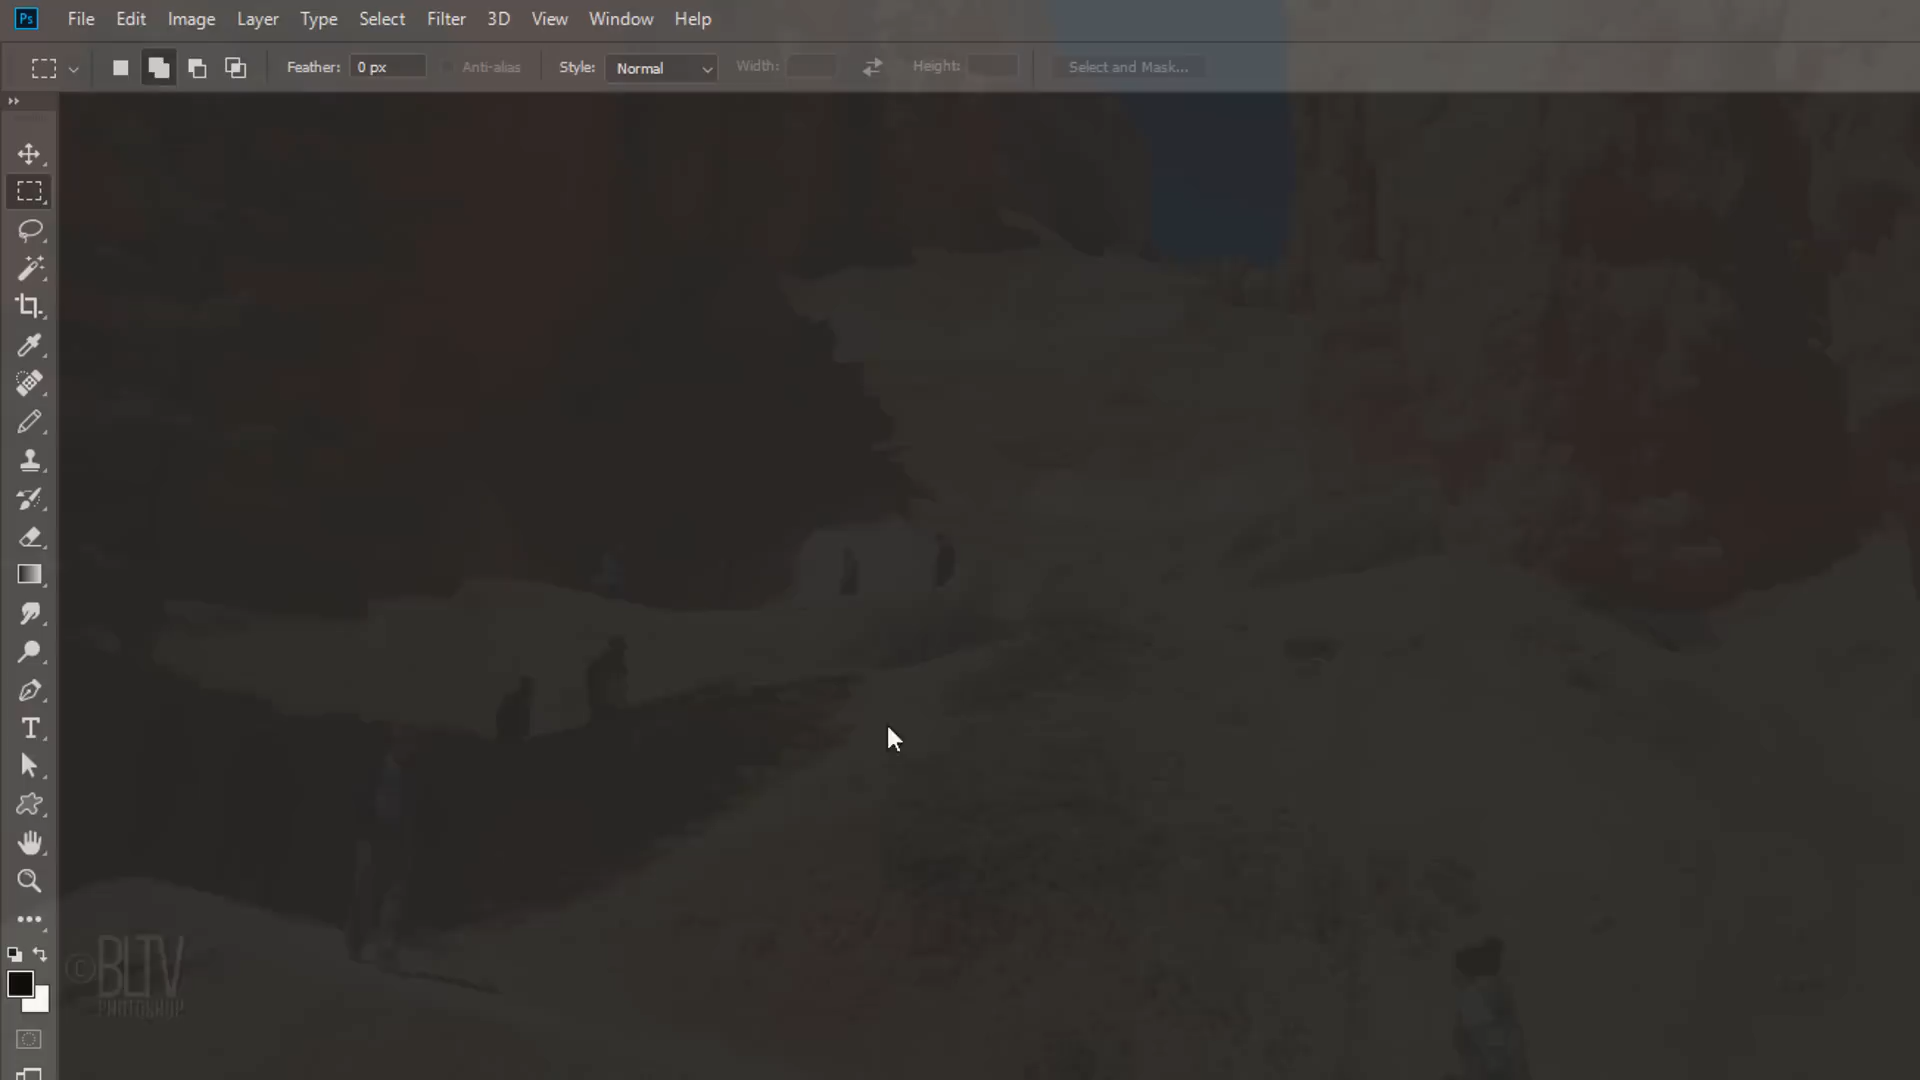 Ps File Edit Image Layer Type Select Filter 3D View Window Help
Feather: 0 px Anti-alias Style: Normal Width: Height: Select and Mask...
T
©BLTV
PHOTOSHOP